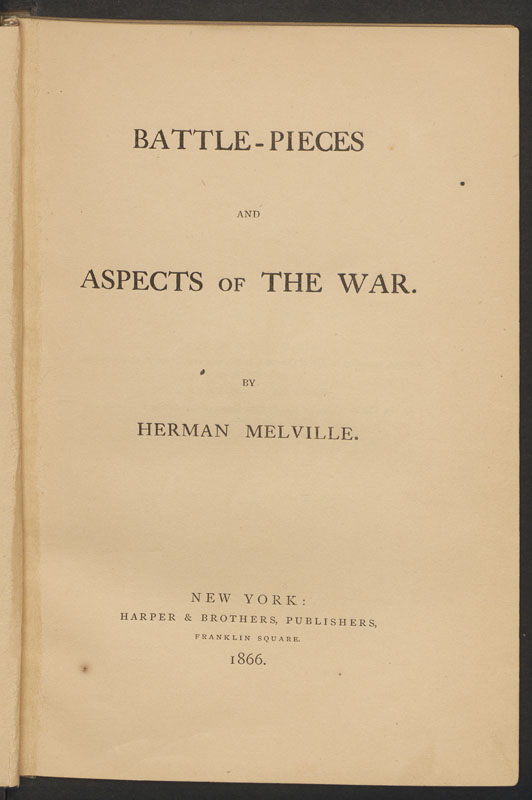 BATTLE-PIECES
AND
ASPECTS OF THE WAR.
BY
HERMAN MELVILLE.
NEW YORK:
HARPER & BROTHERS, PUBLISHERS,
FRANKLIN SQUARE.
1866.